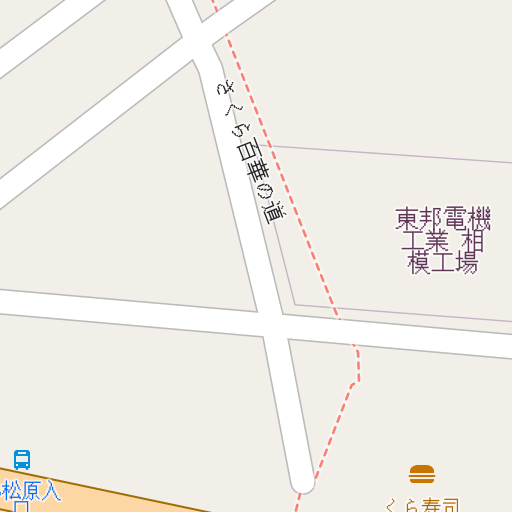 さくら百華の道
東邦電機
工業 相
模工場
松原入
口
くら寿司